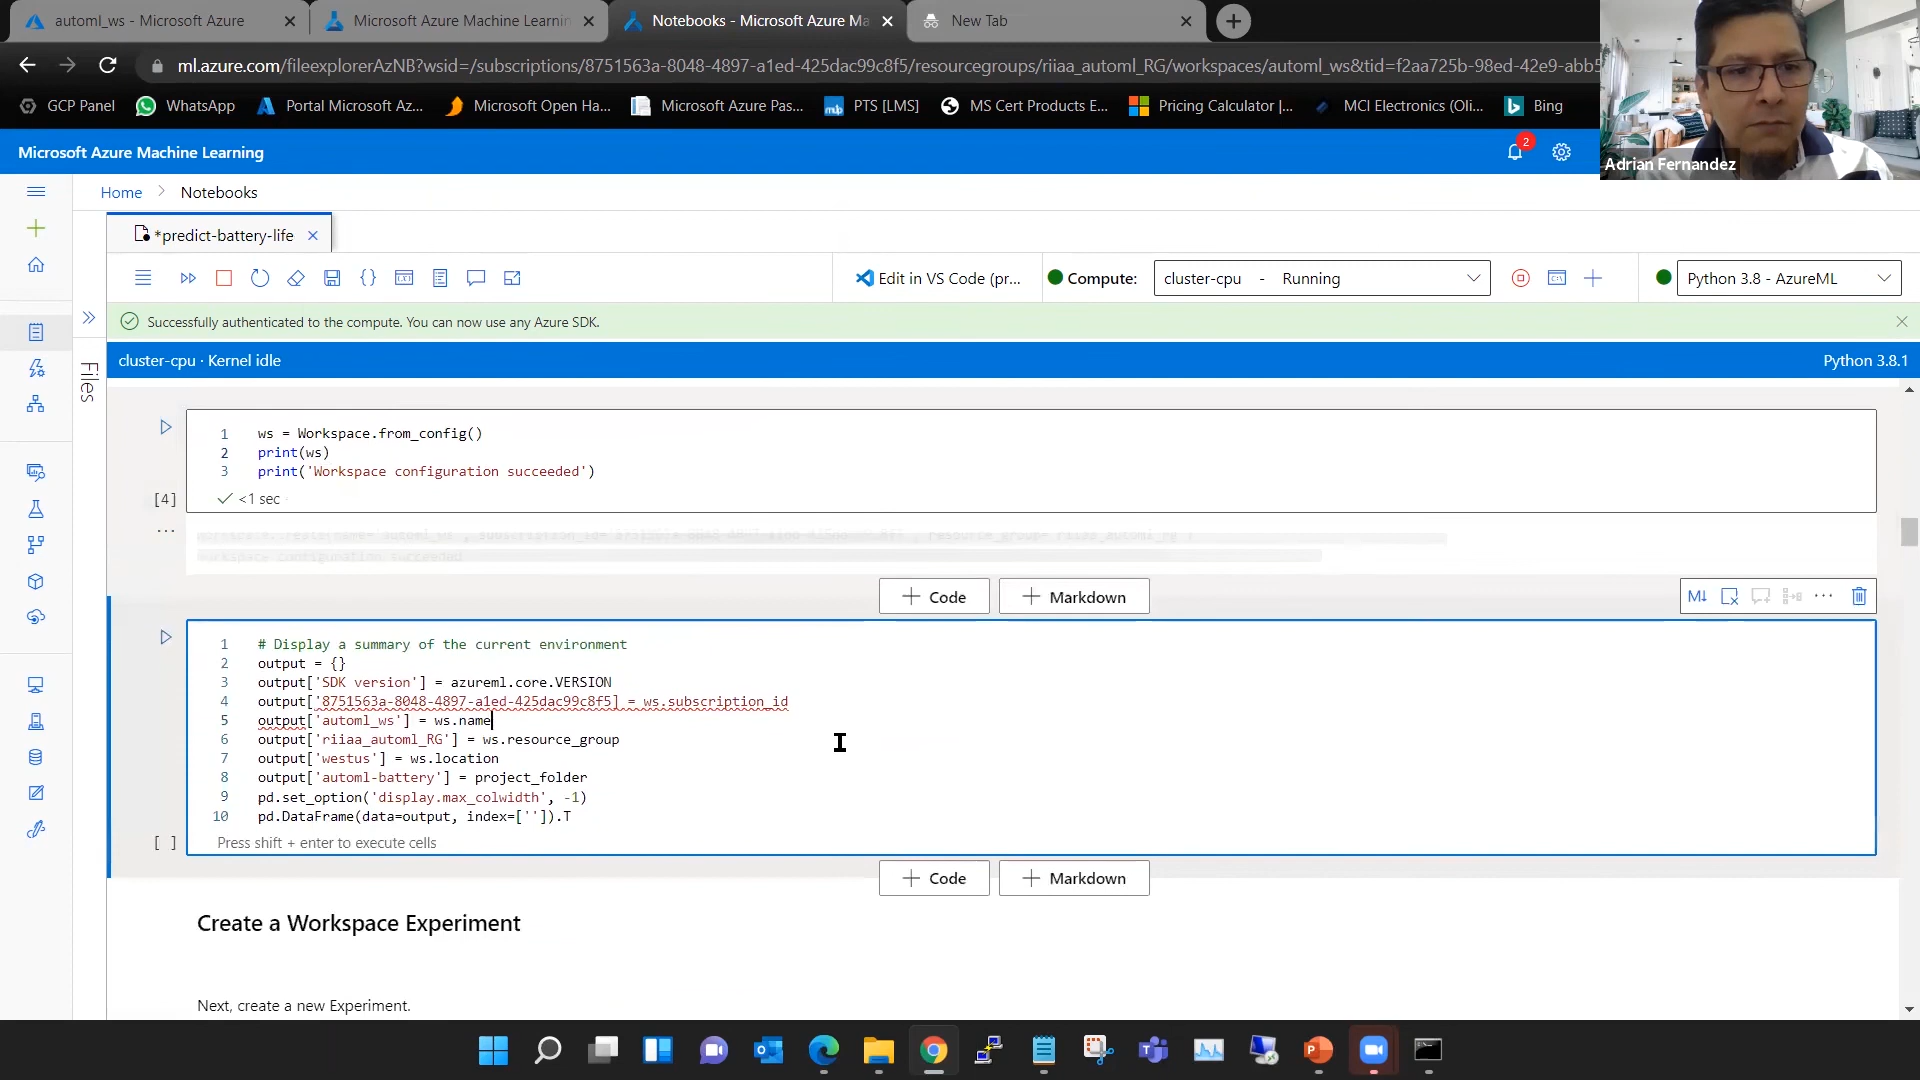 automl_ws - Microsoft Azure
Microsoft Azure Machine Learnin
Notebooks - Microsoft Azure Ma
New Tab
ml.azure.com/fileexplorerAzNB?wsid=/subscriptions/8751563a-8048-4897-a1ed-425dac99c8f5/resourcegroups/riiaa_automl_RG/workspaces/automl_ws&tid=f2aa725b-98ed-42e9-abb5
GCP Panel
WhatsApp
Portal Microsoft Az...
Microsoft Open Ha...
Microsoft Azure Pas...
PTS [LMS]
MS Cert Products E...
Pricing Calculator |...
MCI Electronics (Oli...
Bing
Adrian Fernandez
Microsoft Azure Machine Learning
2
Home > Notebooks
*predict-battery-life
Edit in VS Code (pr...
Compute:
cluster-cpu - Running
Python 3.8 - AzureML
Successfully authenticated to the compute. You can now use any Azure SDK.
Files
cluster-cpu · Kernel idle
Python 3.8.1
1 ws = Workspace.from_config()
2 print(ws)
3 print('Workspace configuration succeeded')
[4]
<1 sec
workspace configuration succeeded
Code
Markdown
M↓
1 # Display a summary of the current environment
2 output = {}
3 output['SDK version'] = azureml.core.VERSION
4 output['8751563a-8048-4897-a1ed-425dac99c8f5] = ws.subscription_id
5 output['automl_ws'] = ws.name
6 output['riiaa_automl_RG'] = ws.resource_group
7 output['westus'] = ws.location
8 output['automl-battery'] = project_folder
9 pd.set_option('display.max_colwidth', -1)
10 pd.DataFrame(data=output, index=['']).T
[ ]
Press shift + enter to execute cells
Code
Markdown
Create a Workspace Experiment
Next, create a new Experiment.